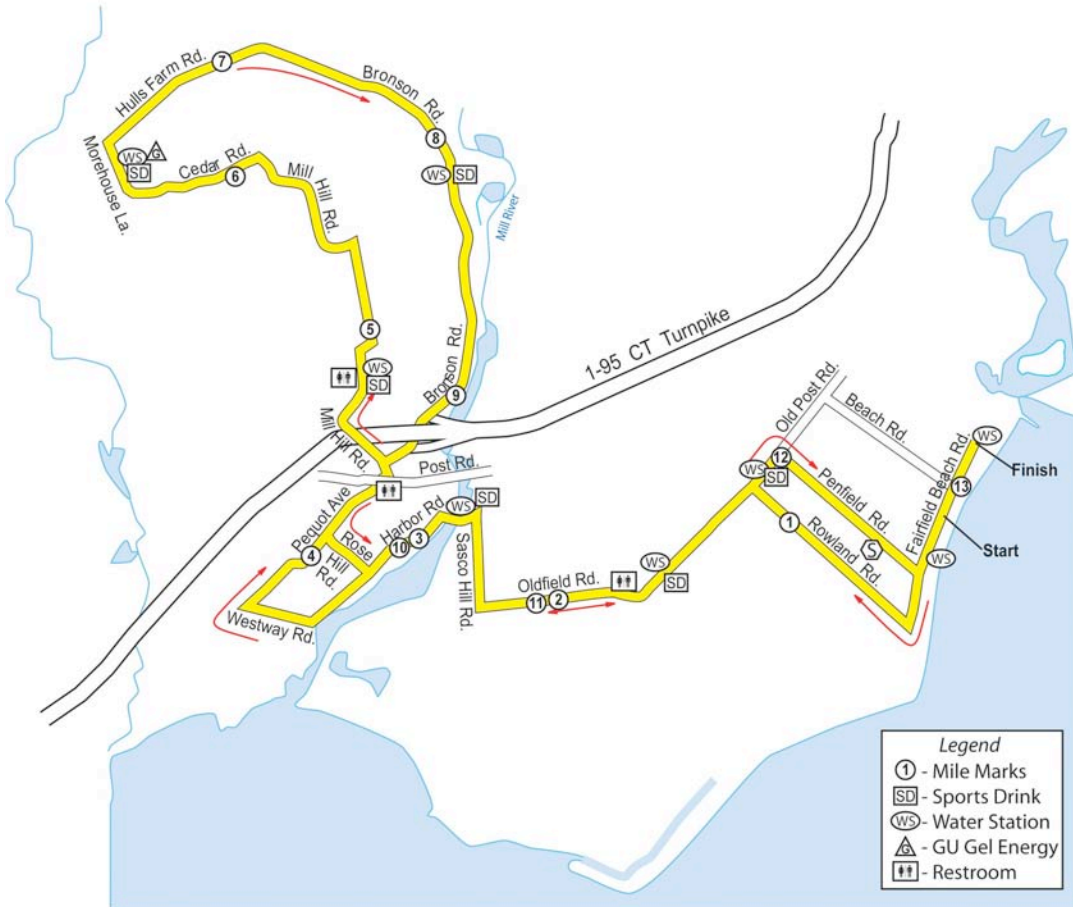 Hulls Farm Rd.
7
Bronson Rd.
8
Morehouse La.
WS
G
SD
Cedar Rd.
6
Mill Hill Rd.
WS
SD
Mill River
5
WS
SD
Bronson Rd.
9
1-95 CT Turnpike
Mill Hill Rd.
Post Rd.
Old Post Rd.
Beach Rd.
Fairfield Beach Rd.
WS
Finish
13
Start
WS
12
WS
SD
Penfield Rd.
1
S
Rowland Rd.
Pequot Ave
Harbor Rd.
WS
SD
10
3
Rose Hill Rd.
4
Westway Rd.
Sasco Hill Rd.
Oldfield Rd.
11
2
WS
SD
Legend
1 - Mile Marks
SD - Sports Drink
WS - Water Station
G - GU Gel Energy
- Restroom